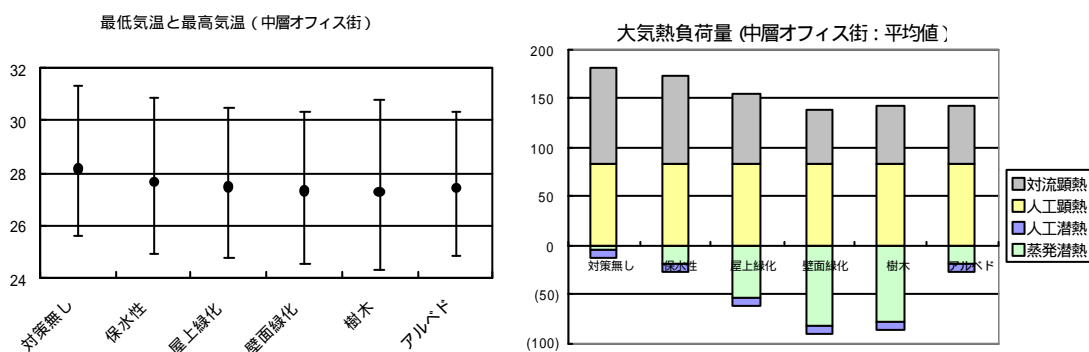 最低気温と最高気温（中層オフィス街）
32
30
28
26
24
対策無し
保水性
屋上緑化
壁面緑化
樹木
アルベド
大気熱負荷量（中層オフィス街：平均値）
200
150
100
50
0
(50)
(100)
対策無し
保水性
屋上緑化
壁面緑化
樹木
アルベド
対流顕熱
人工顕熱
人工潜熱
蒸発潜熱